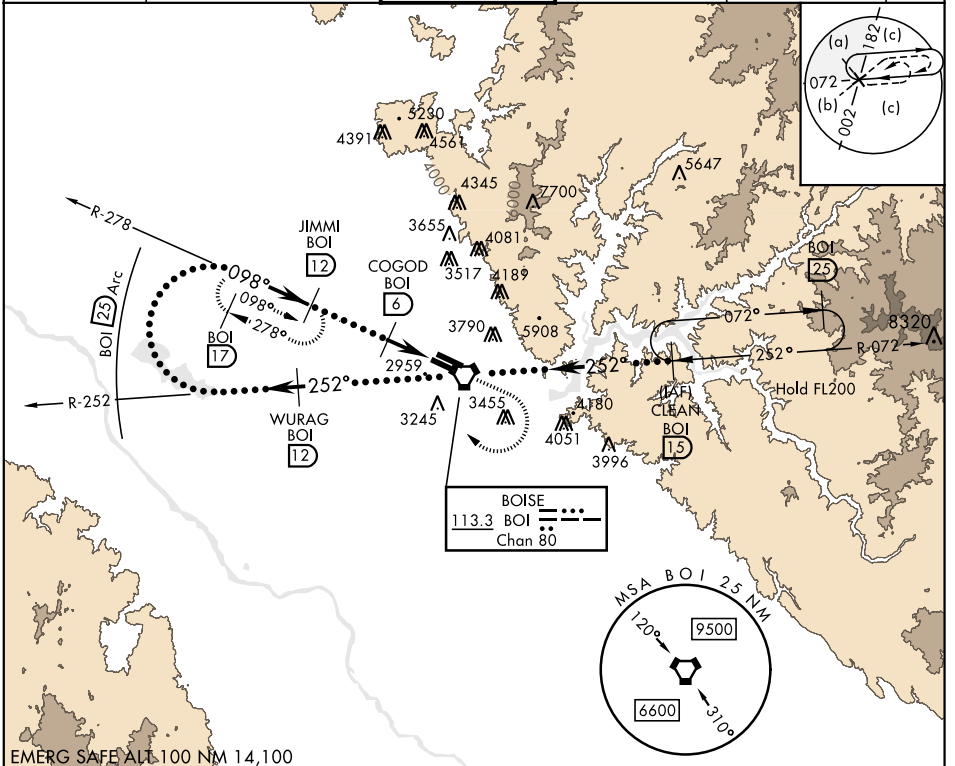 (a)
182
(c)
072
(b)
(c)
002
5230
4391
4561
4000
4345
6000
7700
5647
R-278
JIMMI
BOI
12
3655
4081
3517
4189
098°
COGOD
BOI
6
BOI
25
BOI 25 Arc
098°
278°
BOI
17
3790
5908
072°
8320
2959
252°
252°
R-072
252°
R-252
Hold FL200
(IAF)
CLEAN
BOI
15
WURAG
BOI
12
3245
3455
4180
4051
3996
BOISE
113.3 BOI
Chan 80
MSA BOI 25 NM
120°
9500
6600
310°
EMERG SAFE ALT 100 NM 14,100